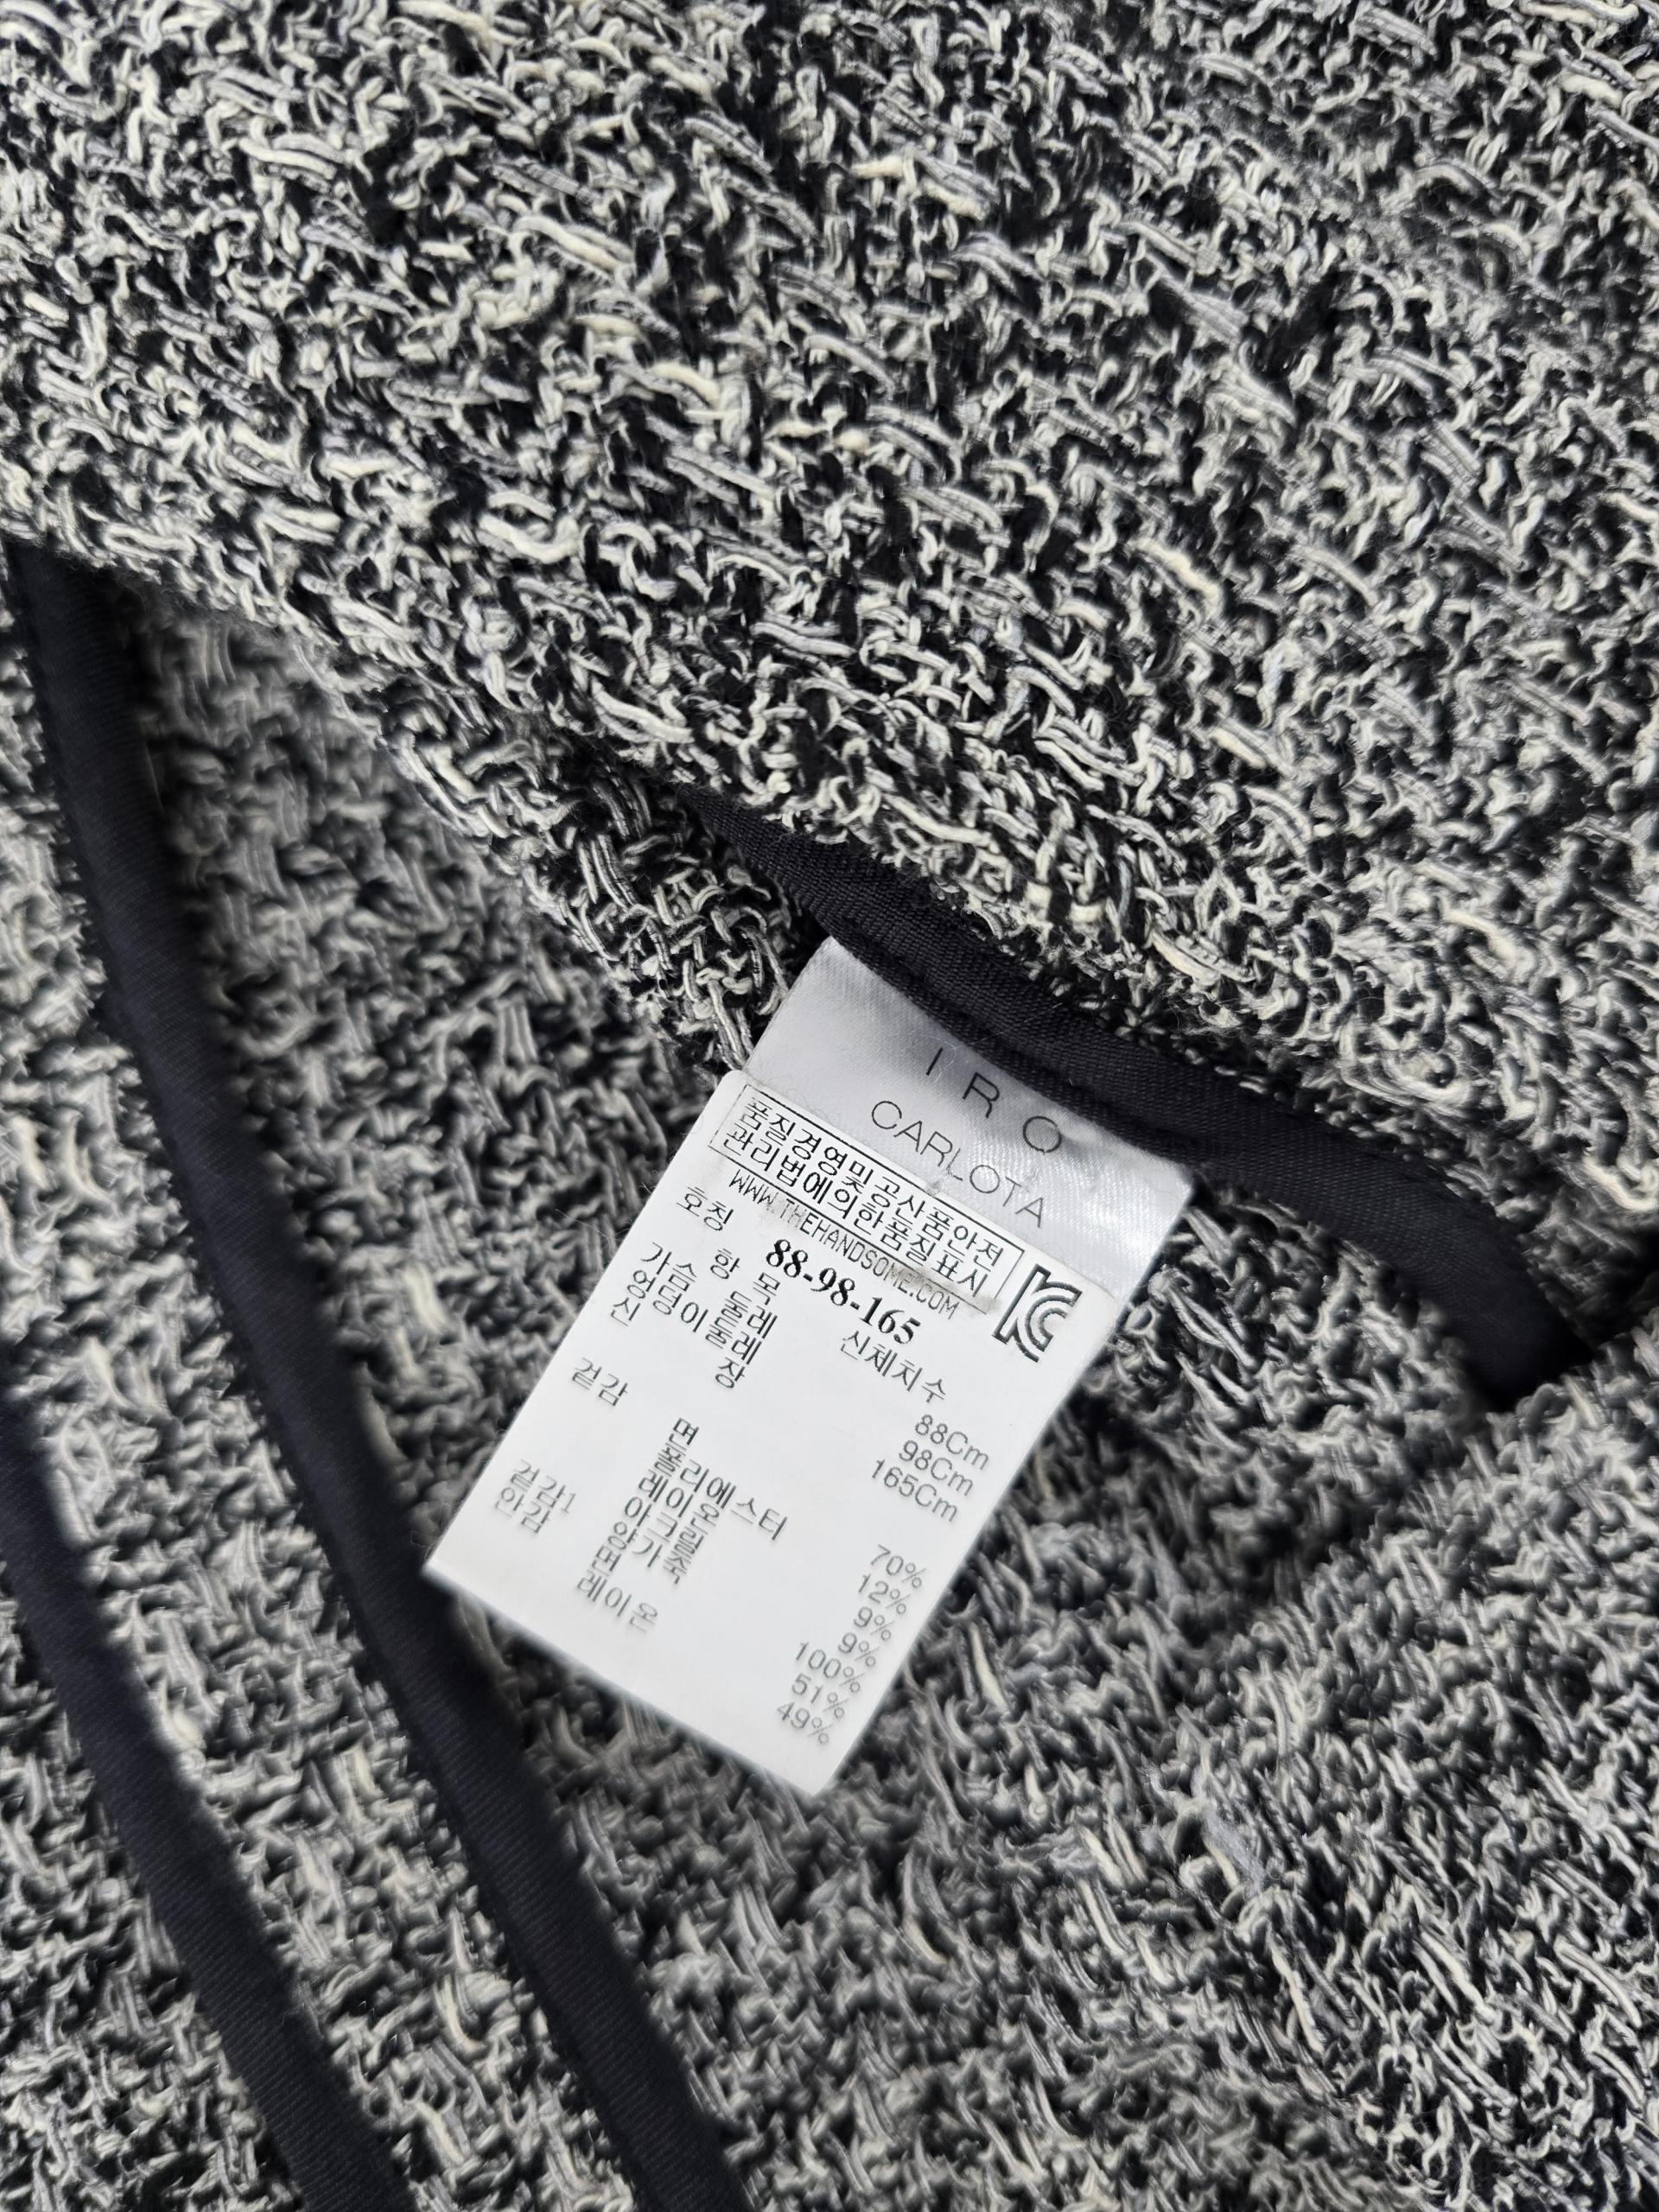 IRO
CARLOTA
품질경영및공산품안전
관리법에의한품질표시
WWW.THEHANDSOME.COM
호칭 88-98-165
항목 신체치수
가슴둘레 88Cm
엉덩이둘레 98Cm
신장 165Cm
겉감
면 70%
폴리에스터 12%
레이온 9%
아크릴 9%
겉감1 양가죽 100%
안감 면 51%
레이온 49%